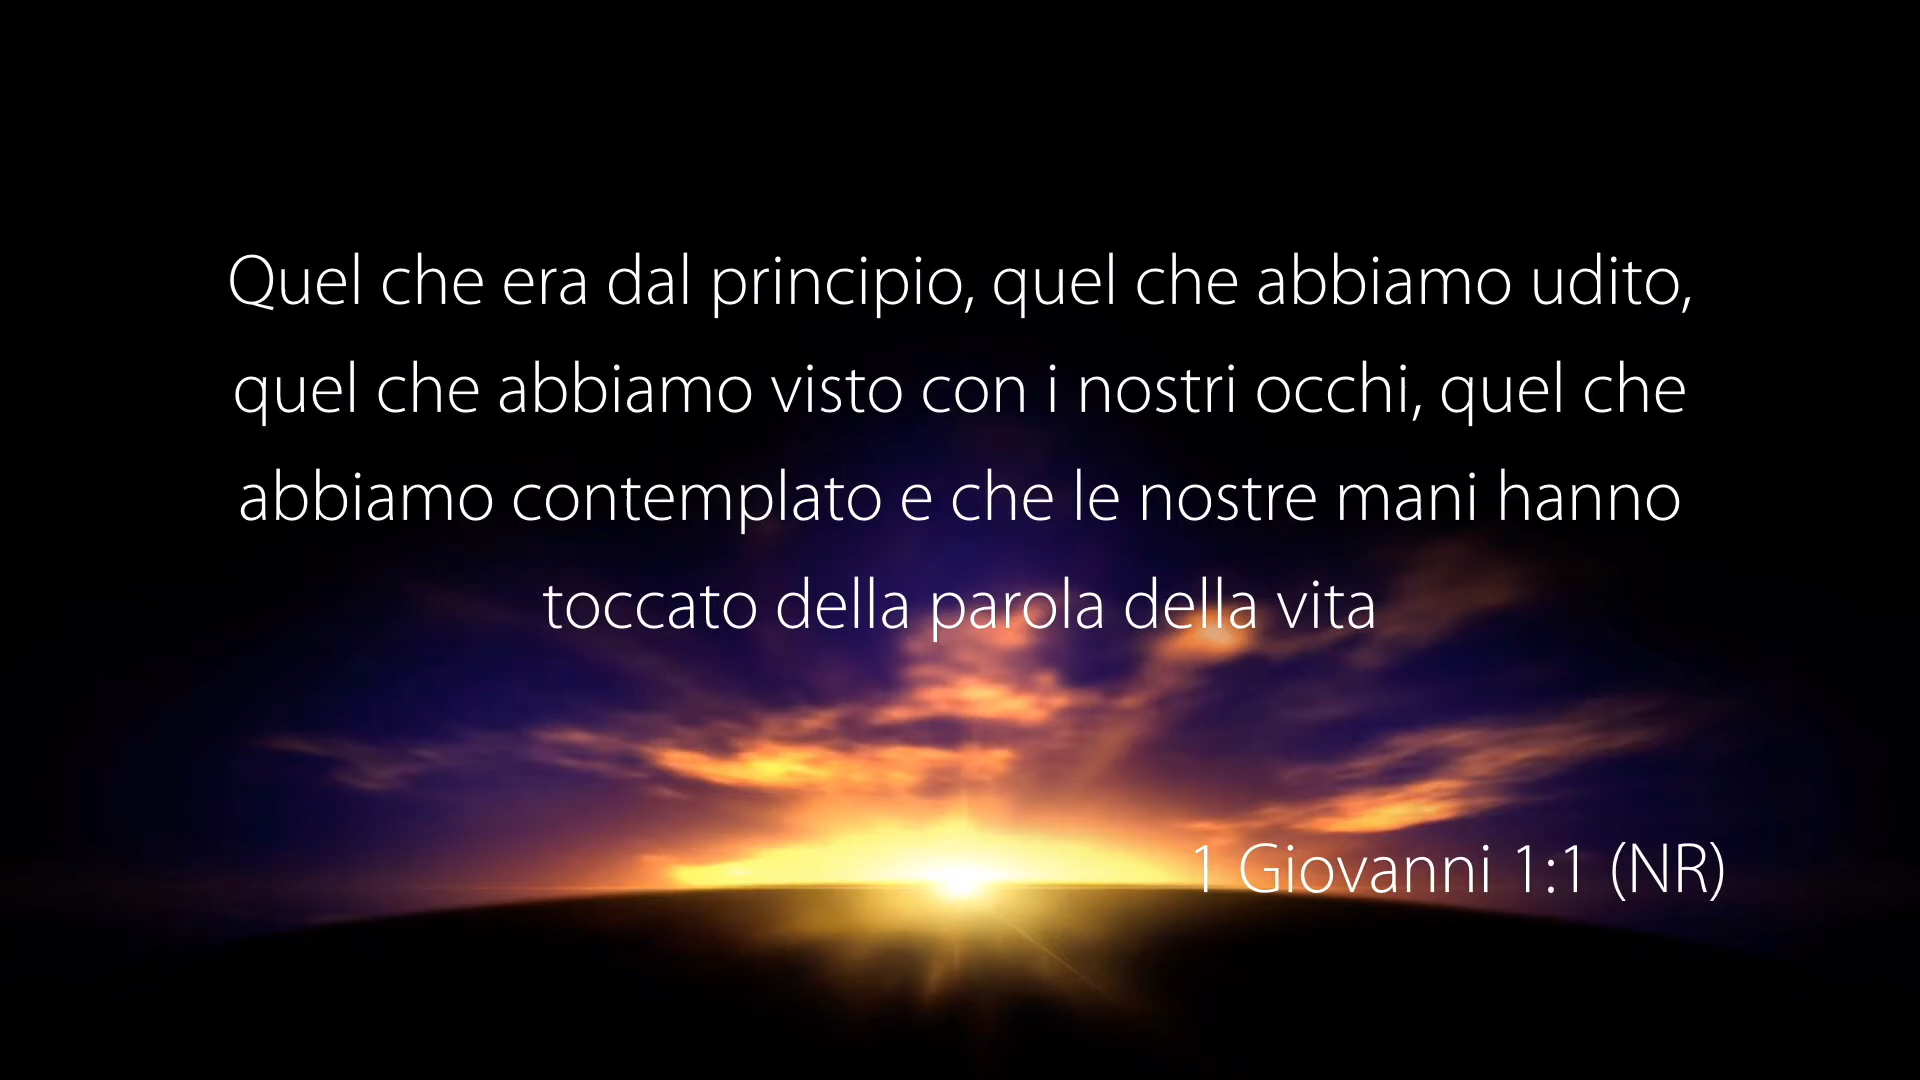 Quel che era dal principio, quel che abbiamo udito,
quel che abbiamo visto con i nostri occhi, quel che
abbiamo contemplato e che le nostre mani hanno
toccato della parola della vita
1 Giovanni 1:1 (NR)